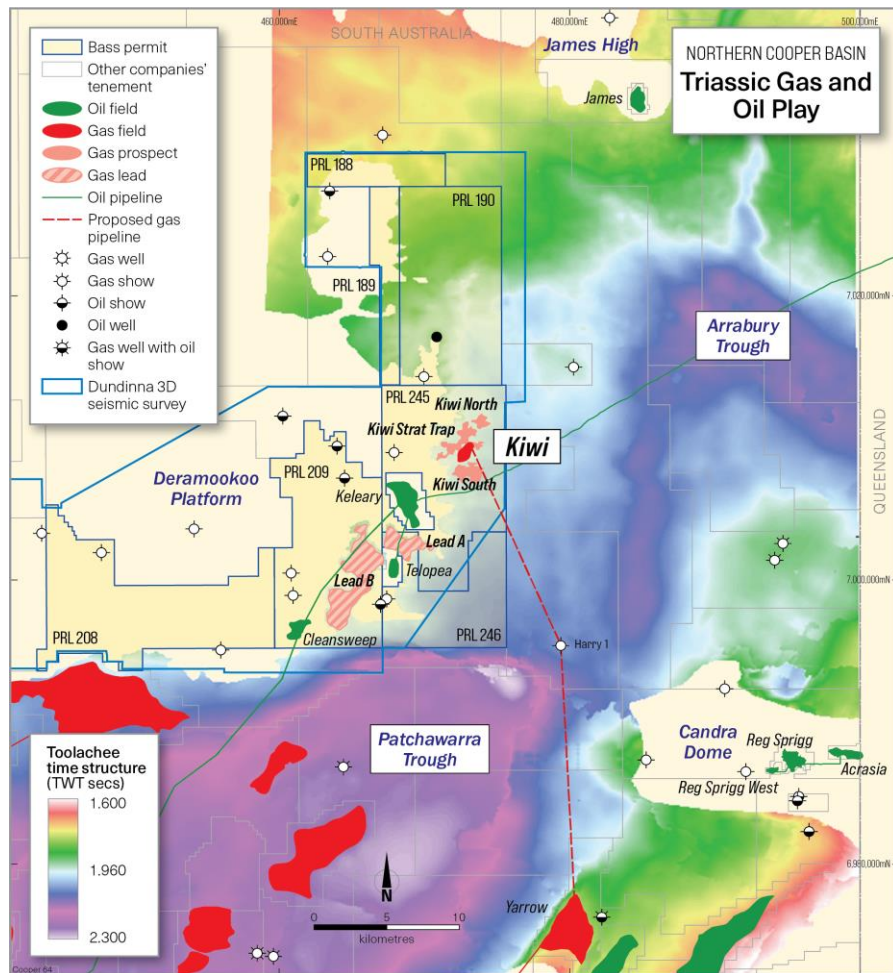 460,000mE
480,000mE
500,000mE
SOUTH AUSTRALIA
James High
NORTHERN COOPER BASIN
Triassic Gas and
Oil Play
Bass permit
Other companies'
tenement
Oil field
Gas field
Gas prospect
Gas lead
Oil pipeline
Proposed gas
pipeline
Gas well
Gas show
Oil show
Oil well
Gas well with oil
show
Dundinna 3D
seismic survey
James
PRL 188
PRL 190
PRL 189
7,020,000mN
Arrabury
Trough
PRL 245
Kiwi North
Kiwi Strat Trap
Kiwi
Kiwi South
QUEENSLAND
PRL 209
Deramookoo
Platform
Keleary
Lead A
Telopea
Lead B
7,000,000mN
Cleansweep
PRL 208
PRL 246
Harry 1
Patchawarra
Trough
Candra
Dome
Reg Sprigg
Acrasia
Reg Sprigg West
Toolachee
time structure
(TWT secs)
1.600
1.960
2.300
6,980,000mN
N
Yarrow
0 5 10
kilometres
Cooper 64